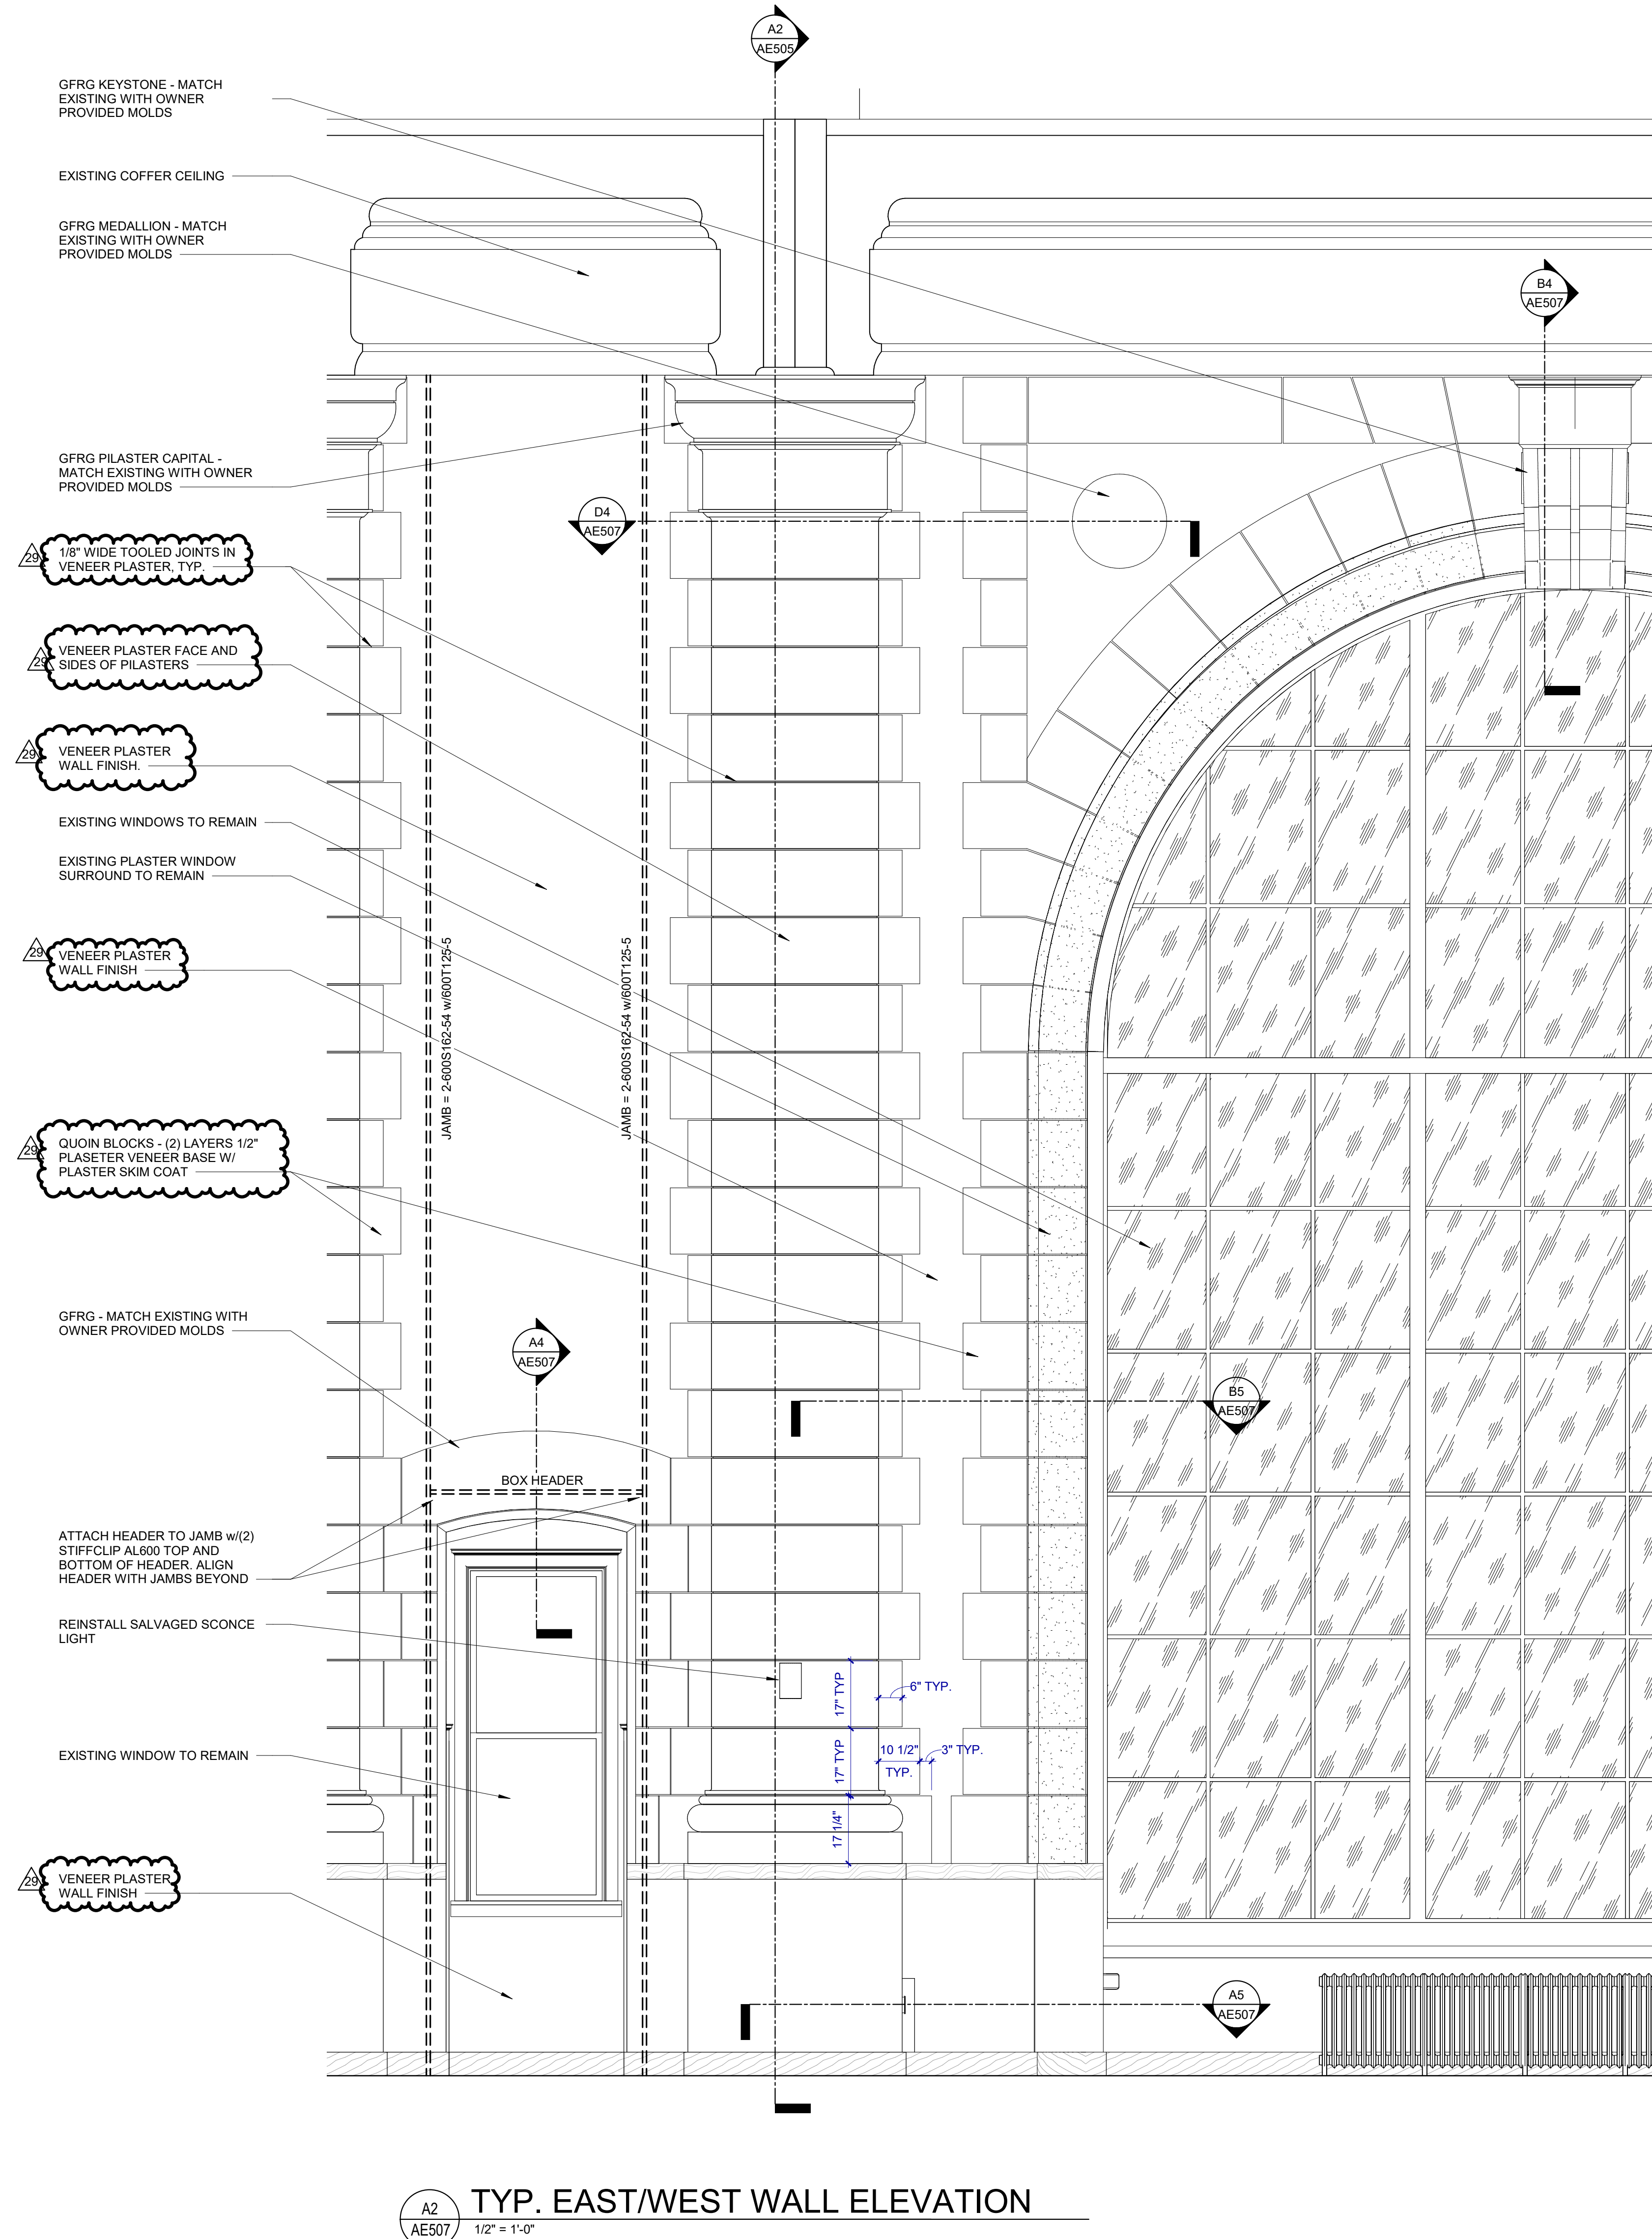 A2
AE505
GFRG KEYSTONE - MATCH
EXISTING WITH OWNER
PROVIDED MOLDS
EXISTING COFFER CEILING
GFRG MEDALLION - MATCH
EXISTING WITH OWNER
PROVIDED MOLDS
B4
AE507
GFRG PILASTER CAPITAL -
MATCH EXISTING WITH OWNER
PROVIDED MOLDS
D4
AE507
29
1/8" WIDE TOOLED JOINTS IN
VENEER PLASTER, TYP.
29
VENEER PLASTER FACE AND
SIDES OF PILASTERS
29
VENEER PLASTER
WALL FINISH.
EXISTING WINDOWS TO REMAIN
EXISTING PLASTER WINDOW
SURROUND TO REMAIN
29
VENEER PLASTER
WALL FINISH
JAMB = 2-600S162-54 w/600T125-5
JAMB = 2-600S162-54 w/600T125-5
29
QUOIN BLOCKS - (2) LAYERS 1/2"
PLASETER VENEER BASE W/
PLASTER SKIM COAT
GFRG - MATCH EXISTING WITH
OWNER PROVIDED MOLDS
A4
AE507
B5
AE507
BOX HEADER
ATTACH HEADER TO JAMB w/(2)
STIFFCLIP AL600 TOP AND
BOTTOM OF HEADER. ALIGN
HEADER WITH JAMBS BEYOND
REINSTALL SALVAGED SCONCE
LIGHT
17" TYP
6" TYP.
EXISTING WINDOW TO REMAIN
17" TYP
10 1/2"
TYP.
3" TYP.
17 1/4"
29
VENEER PLASTER
WALL FINISH
A5
AE507
A2
AE507
TYP. EAST/WEST WALL ELEVATION
1/2" = 1'-0"